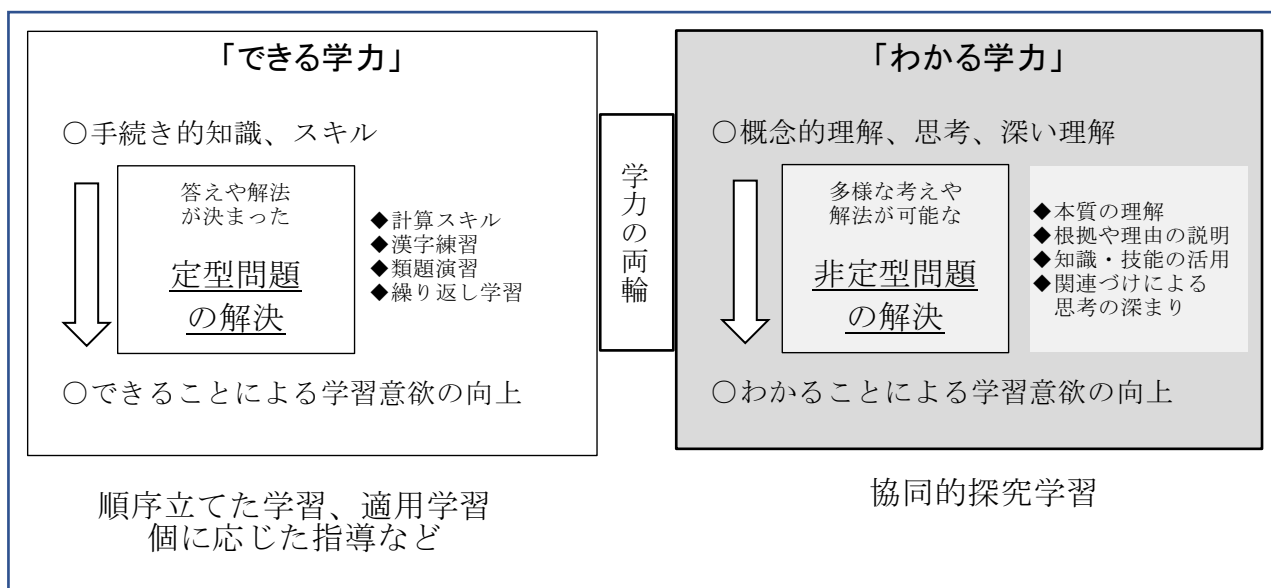 「できる学力」
○手続き的知識、スキル
答えや解法
が決まった
定型問題
の解決
◆計算スキル
◆漢字練習
◆類題演習
◆繰り返し学習
○できることによる学習意欲の向上
順序立てた学習、適用学習
個に応じた指導など
学力の両輪
「わかる学力」
○概念的理解、思考、深い理解
多様な考えや
解法が可能な
非定型問題
の解決
◆本質の理解
◆根拠や理由の説明
◆知識・技能の活用
◆関連づけによる
思考の深まり
○わかることによる学習意欲の向上
協同的探究学習